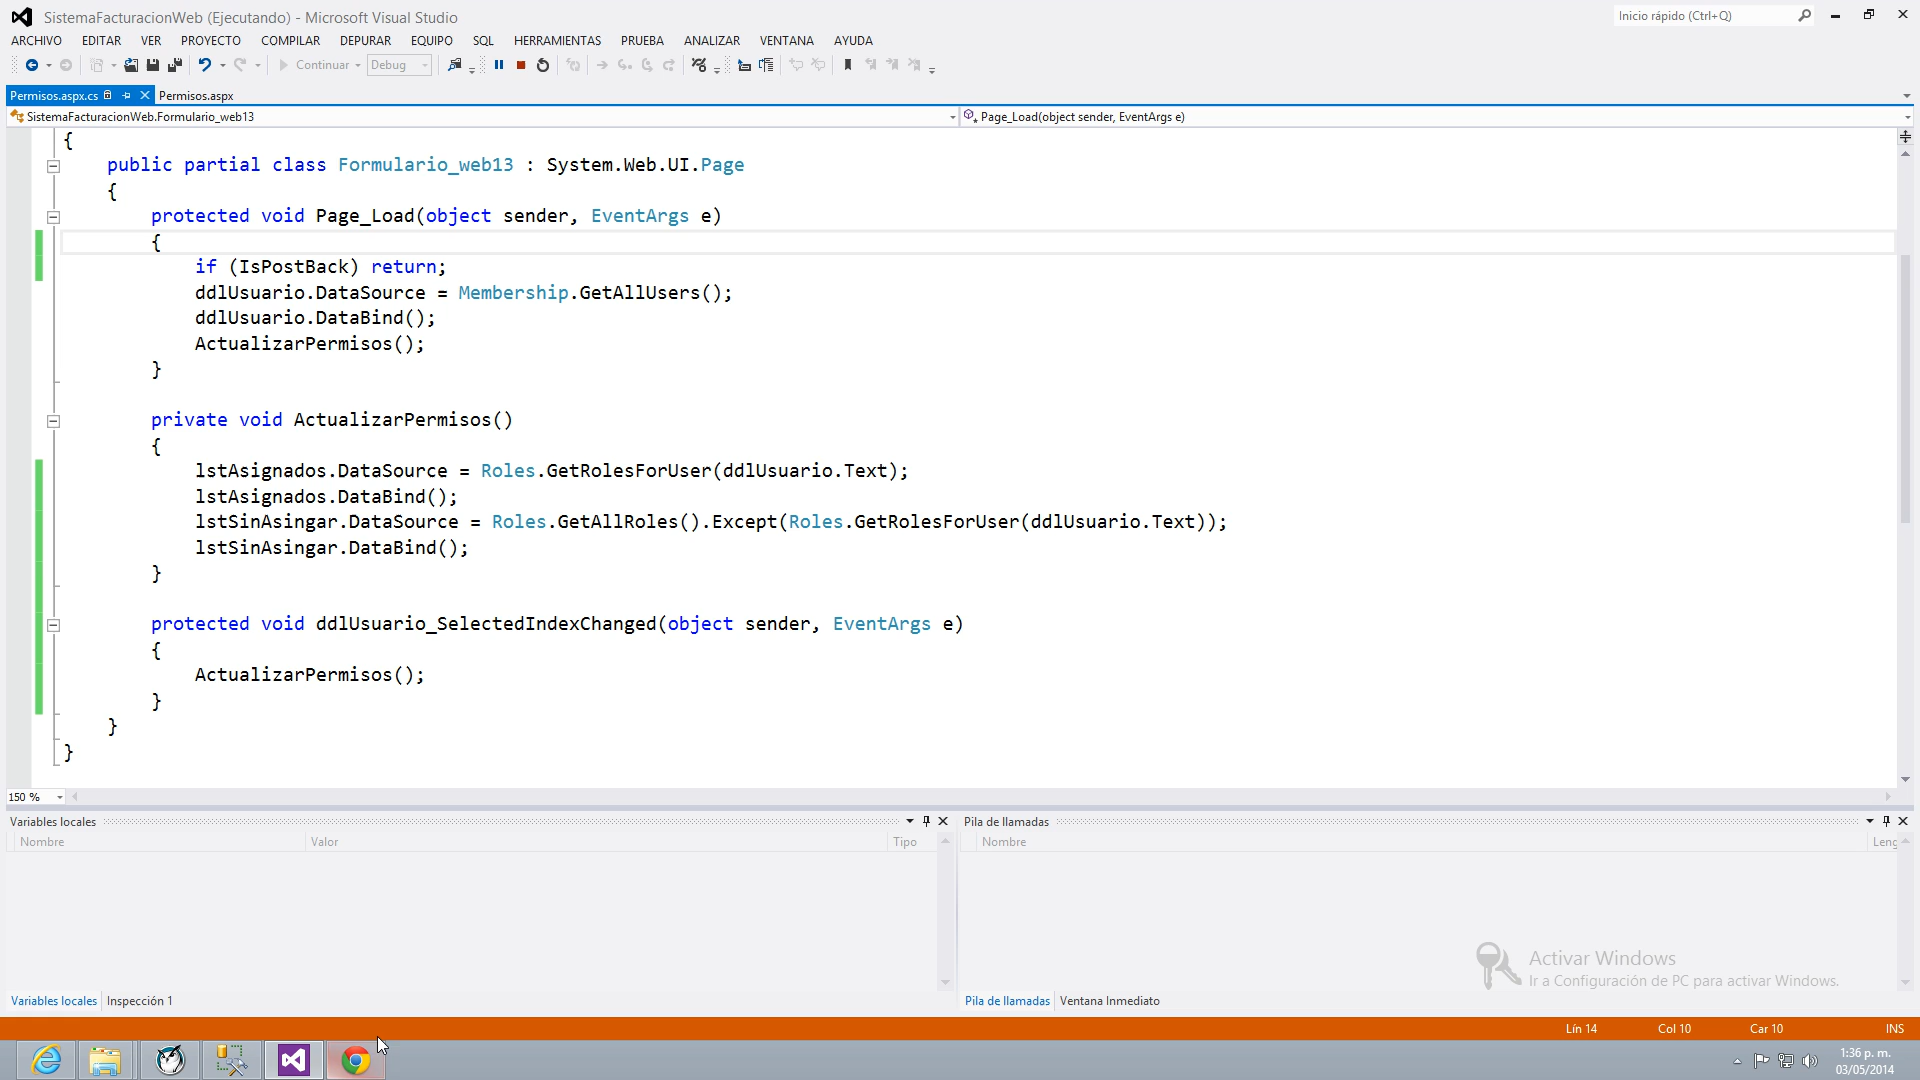 SistemaFacturacionWeb (Ejecutando) - Microsoft Visual Studio
Inicio rápido (Ctrl+Q)
ARCHIVO EDITAR VER PROYECTO COMPILAR DEPURAR EQUIPO SQL HERRAMIENTAS PRUEBA ANALIZAR VENTANA AYUDA
Continuar Debug
Permisos.aspx.cs Permisos.aspx
SistemaFacturacionWeb.Formulario_web13 Page_Load(object sender, EventArgs e)
{
public partial class Formulario_web13 : System.Web.UI.Page
{
protected void Page_Load(object sender, EventArgs e)
{
if (IsPostBack) return;
ddlUsuario.DataSource = Membership.GetAllUsers();
ddlUsuario.DataBind();
ActualizarPermisos();
}
private void ActualizarPermisos()
{
lstAsignados.DataSource = Roles.GetRolesForUser(ddlUsuario.Text);
lstAsignados.DataBind();
lstSinAsingar.DataSource = Roles.GetAllRoles().Except(Roles.GetRolesForUser(ddlUsuario.Text));
lstSinAsingar.DataBind();
}
protected void ddlUsuario_SelectedIndexChanged(object sender, EventArgs e)
{
ActualizarPermisos();
}
}
}
150 %
Variables locales
Nombre Valor Tipo
Pila de llamadas
Nombre Leng
Activar Windows
Ir a Configuración de PC para activar Windows.
Variables locales Inspección 1
Pila de llamadas Ventana Inmediato
Lín 14 Col 10 Car 10 INS
1:36 p. m.
03/05/2014